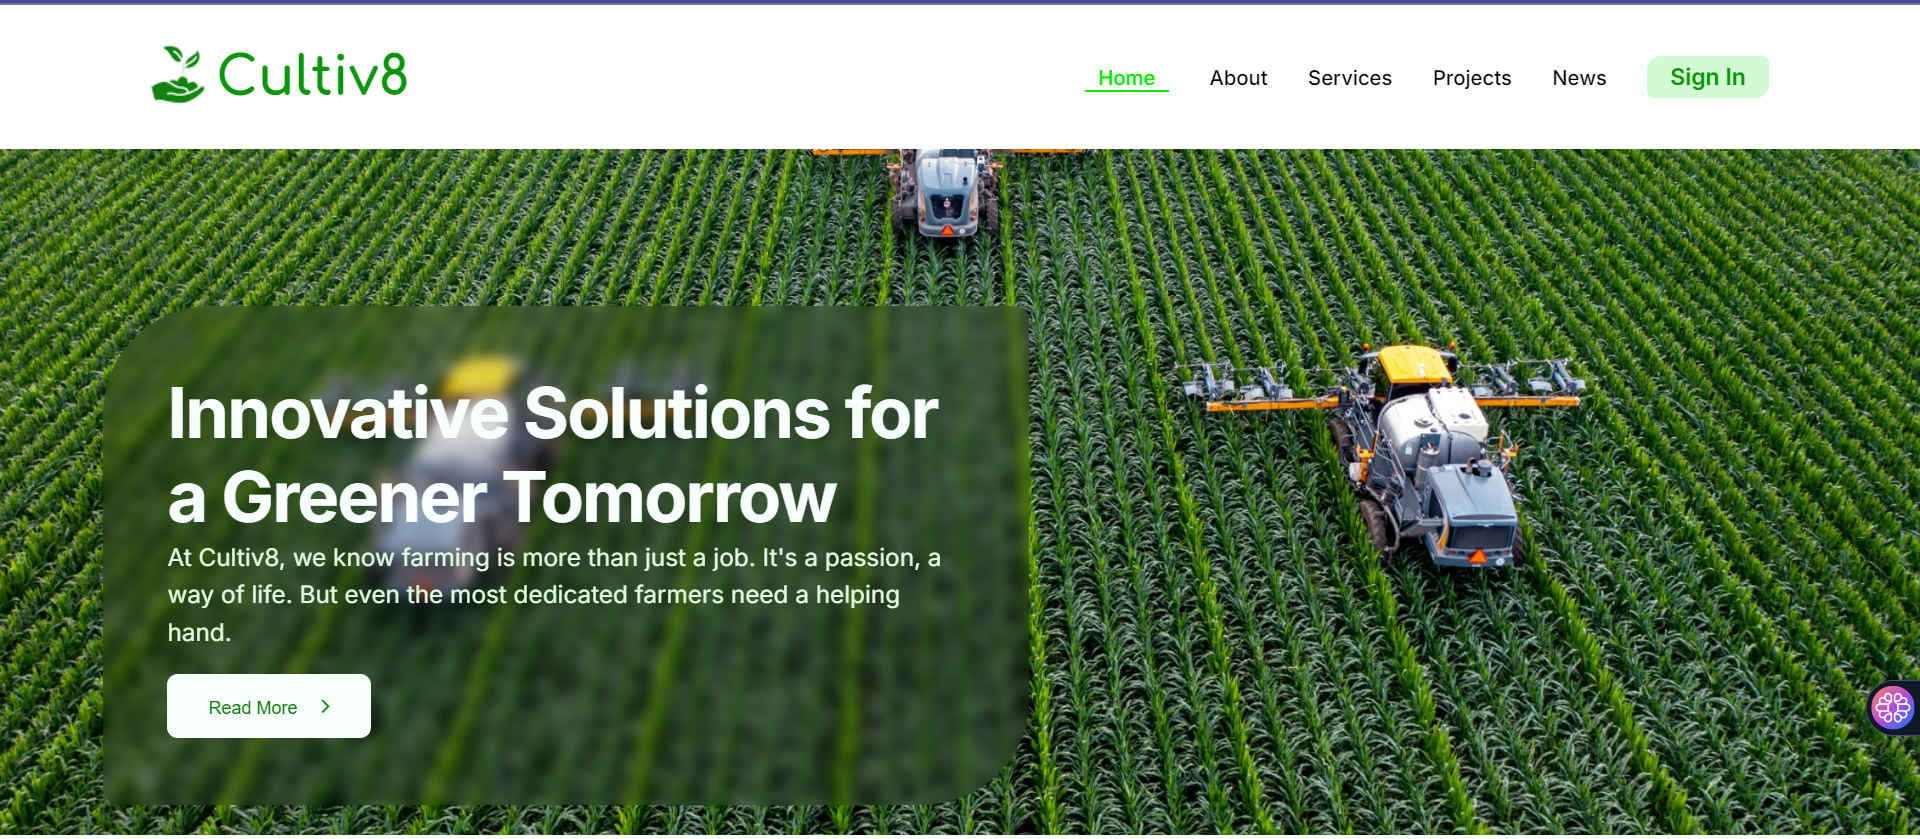 Cultiv8
Home About Services Projects News Sign In
Innovative Solutions for
a Greener Tomorrow
At Cultiv8, we know farming is more than just a job. It's a passion, a
way of life. But even the most dedicated farmers need a helping
hand.
Read More